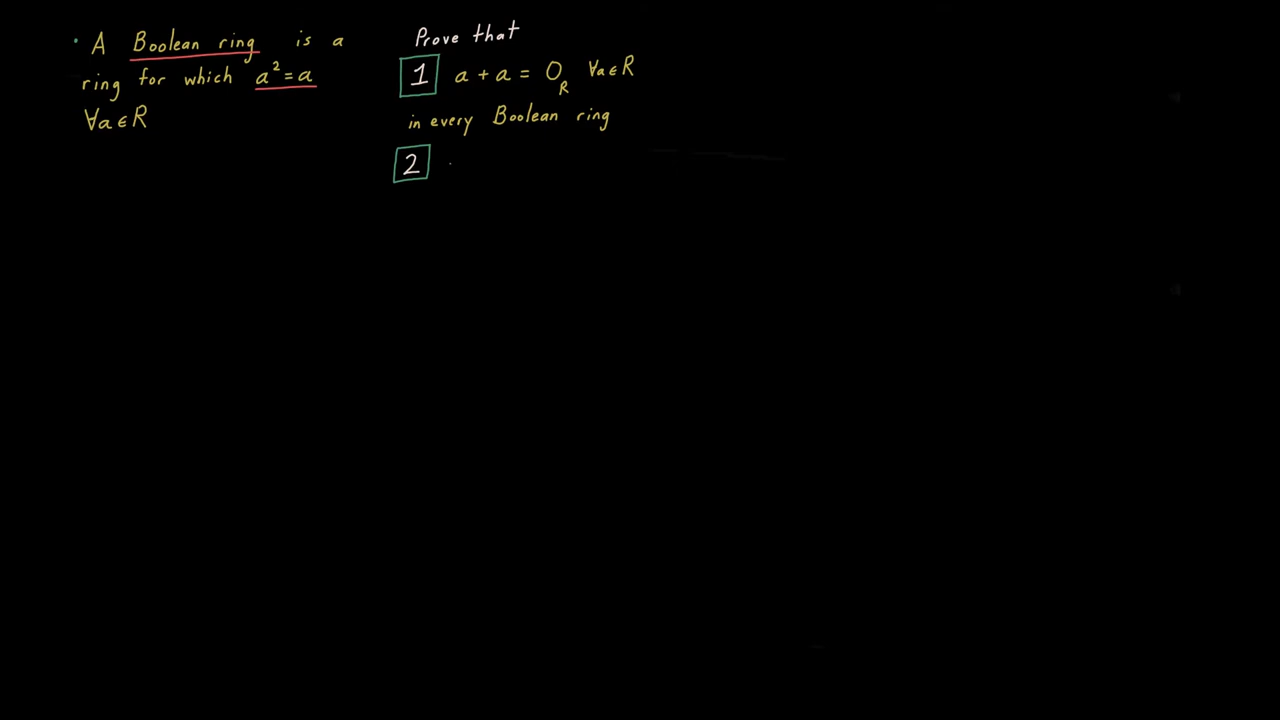 A Boolean ring is a
ring for which a²=a
∀a∈R
Prove that
1 a + a = 0_R ∀a∈R
in every Boolean ring
2